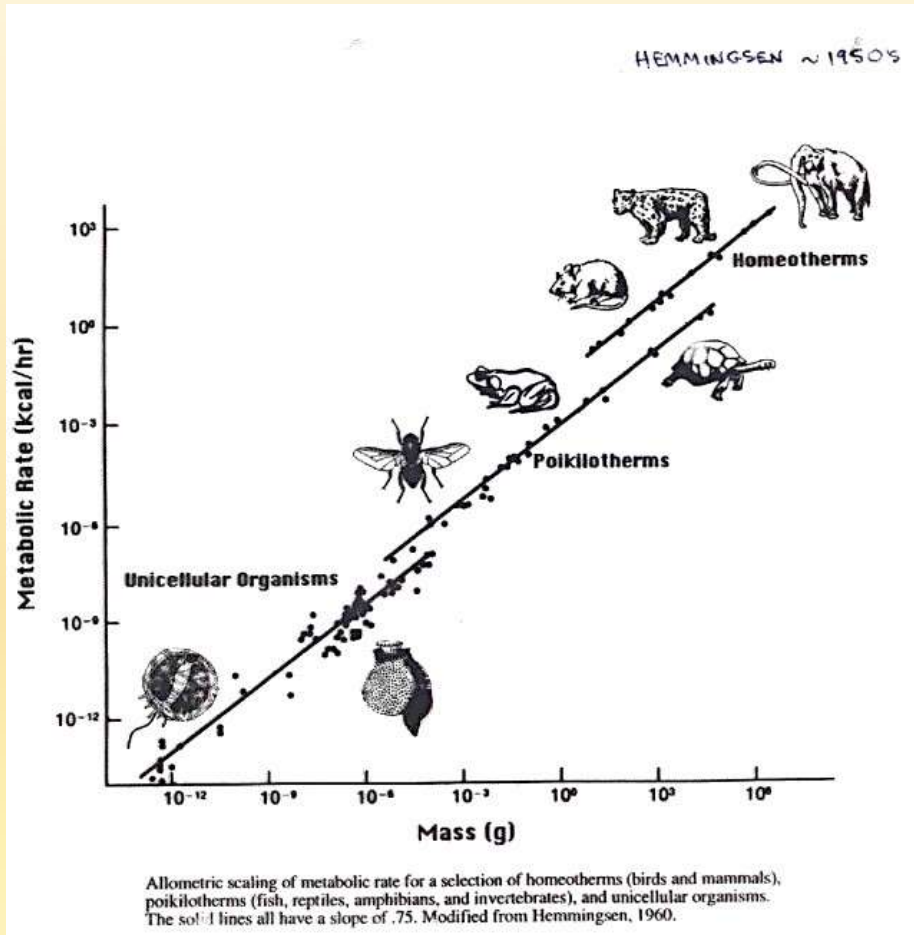 HEMMINGSEN ~ 1950'S
Metabolic Rate (kcal/hr)
10⁵
10⁰
10⁻³
10⁻⁶
10⁻⁹
10⁻¹²
Homeotherms
Poikilotherms
Unicellular Organisms
10⁻¹² 10⁻⁹ 10⁻⁶ 10⁻³ 10⁰ 10³ 10⁶
Mass (g)
Allometric scaling of metabolic rate for a selection of homeotherms (birds and mammals),
poikilotherms (fish, reptiles, amphibians, and invertebrates), and unicellular organisms.
The solid lines all have a slope of .75. Modified from Hemmingsen, 1960.